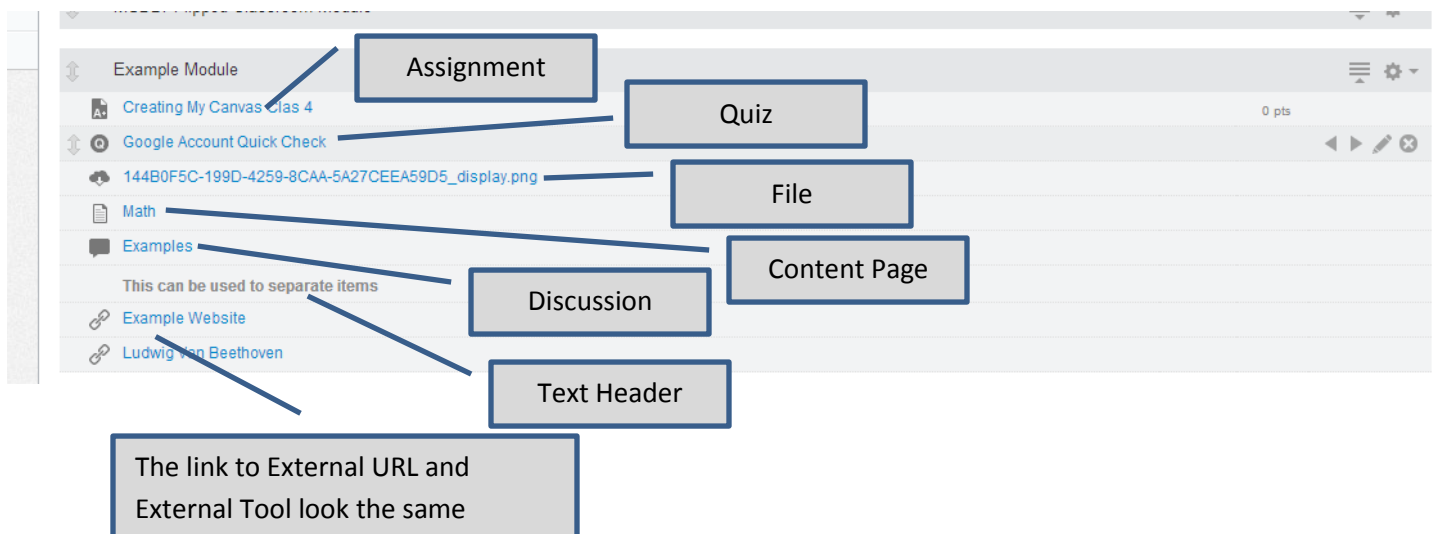 Example Module
Assignment
Creating My Canvas Clas 4
0 pts
Quiz
Google Account Quick Check
144B0F5C-199D-4259-8CAA-5A27CEEA59D5_display.png
File
Math
Examples
Content Page
This can be used to separate items
Discussion
Example Website
Ludwig Van Beethoven
Text Header
The link to External URL and
External Tool look the same